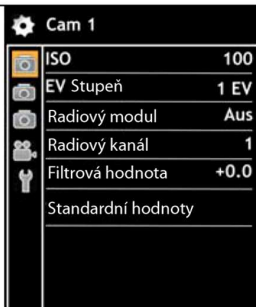 Cam 1
ISO 100
EV Stupeň 1 EV
Radiový modul Aus
Radiový kanál 1
Filtrová hodnota +0.0
Standardní hodnoty